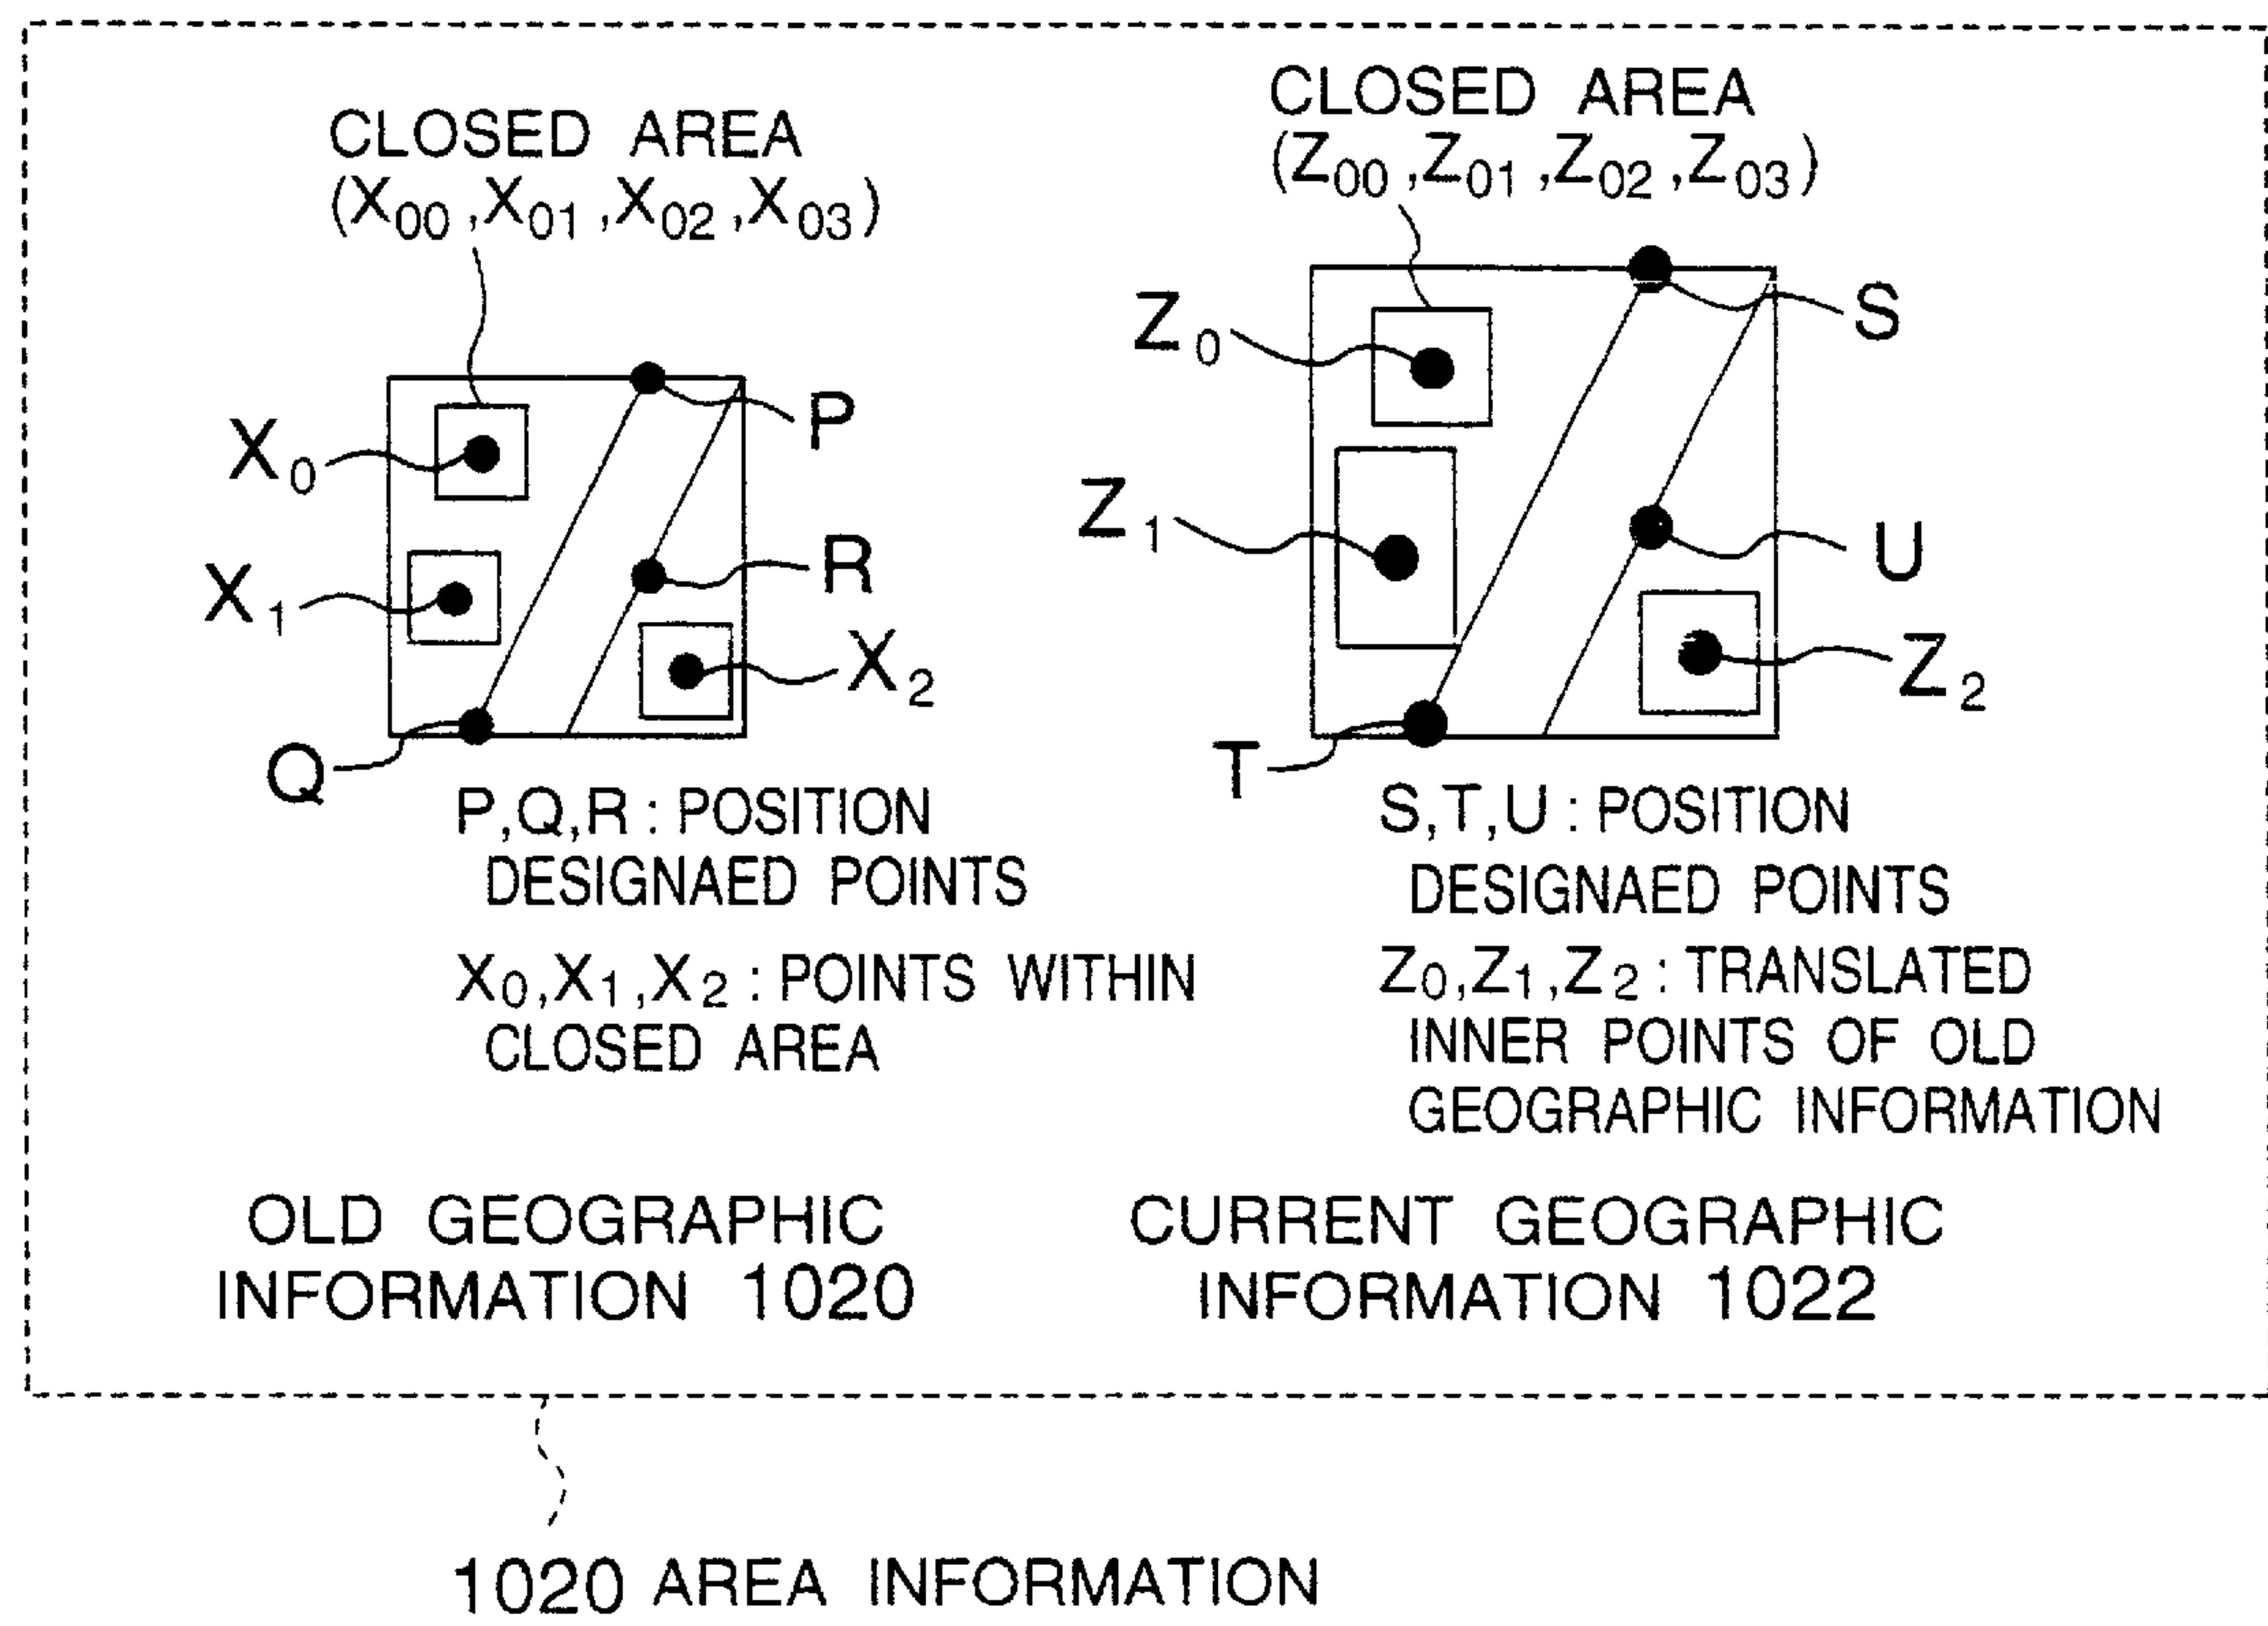 CLOSED AREA
(X00,X01,X02,X03)
X0
X1
P
R
X2
Q
P,Q,R : POSITION
DESIGNAED POINTS
X0,X1,X2 : POINTS WITHIN
CLOSED AREA
OLD GEOGRAPHIC
INFORMATION 1020
CLOSED AREA
(Z00,Z01,Z02,Z03)
Z0
S
Z1
U
Z2
T
S,T,U : POSITION
DESIGNAED POINTS
Z0,Z1,Z2 : TRANSLATED
INNER POINTS OF OLD
GEOGRAPHIC INFORMATION
CURRENT GEOGRAPHIC
INFORMATION 1022
1020 AREA INFORMATION